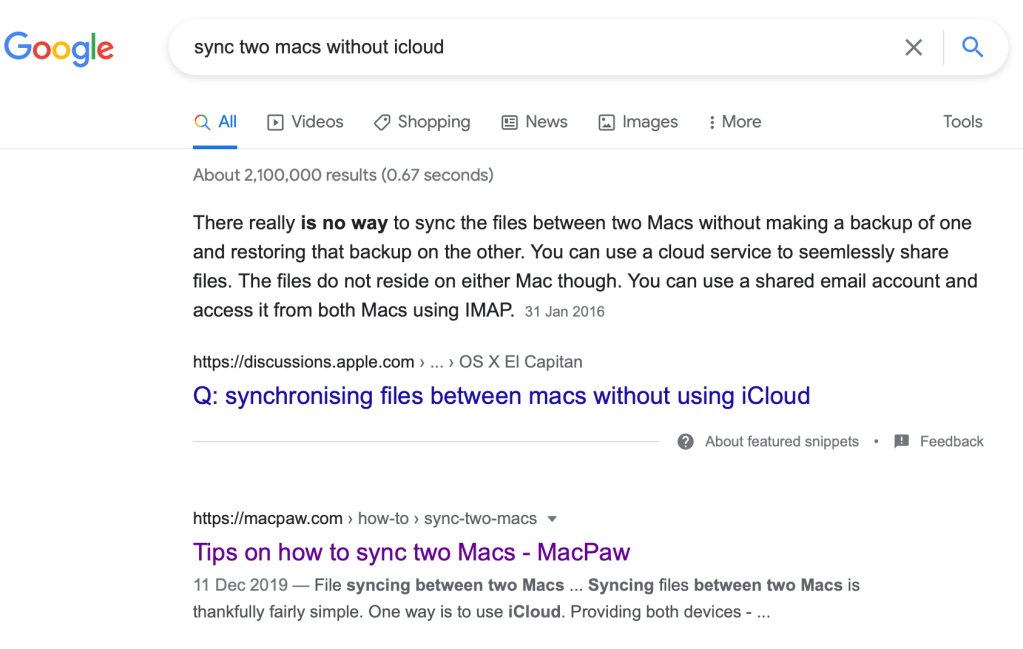 Google
sync two macs without icloud
All Videos Shopping News Images More Tools
About 2,100,000 results (0.67 seconds)
There really is no way to sync the files between two Macs without making a backup of one
and restoring that backup on the other. You can use a cloud service to seemlessly share
files. The files do not reside on either Mac though. You can use a shared email account and
access it from both Macs using IMAP. 31 Jan 2016
https://discussions.apple.com › ... › OS X El Capitan
Q: synchronising files between macs without using iCloud
About featured snippets • Feedback
https://macpaw.com › how-to › sync-two-macs
Tips on how to sync two Macs - MacPaw
11 Dec 2019 — File syncing between two Macs ... Syncing files between two Macs is
thankfully fairly simple. One way is to use iCloud. Providing both devices - ...